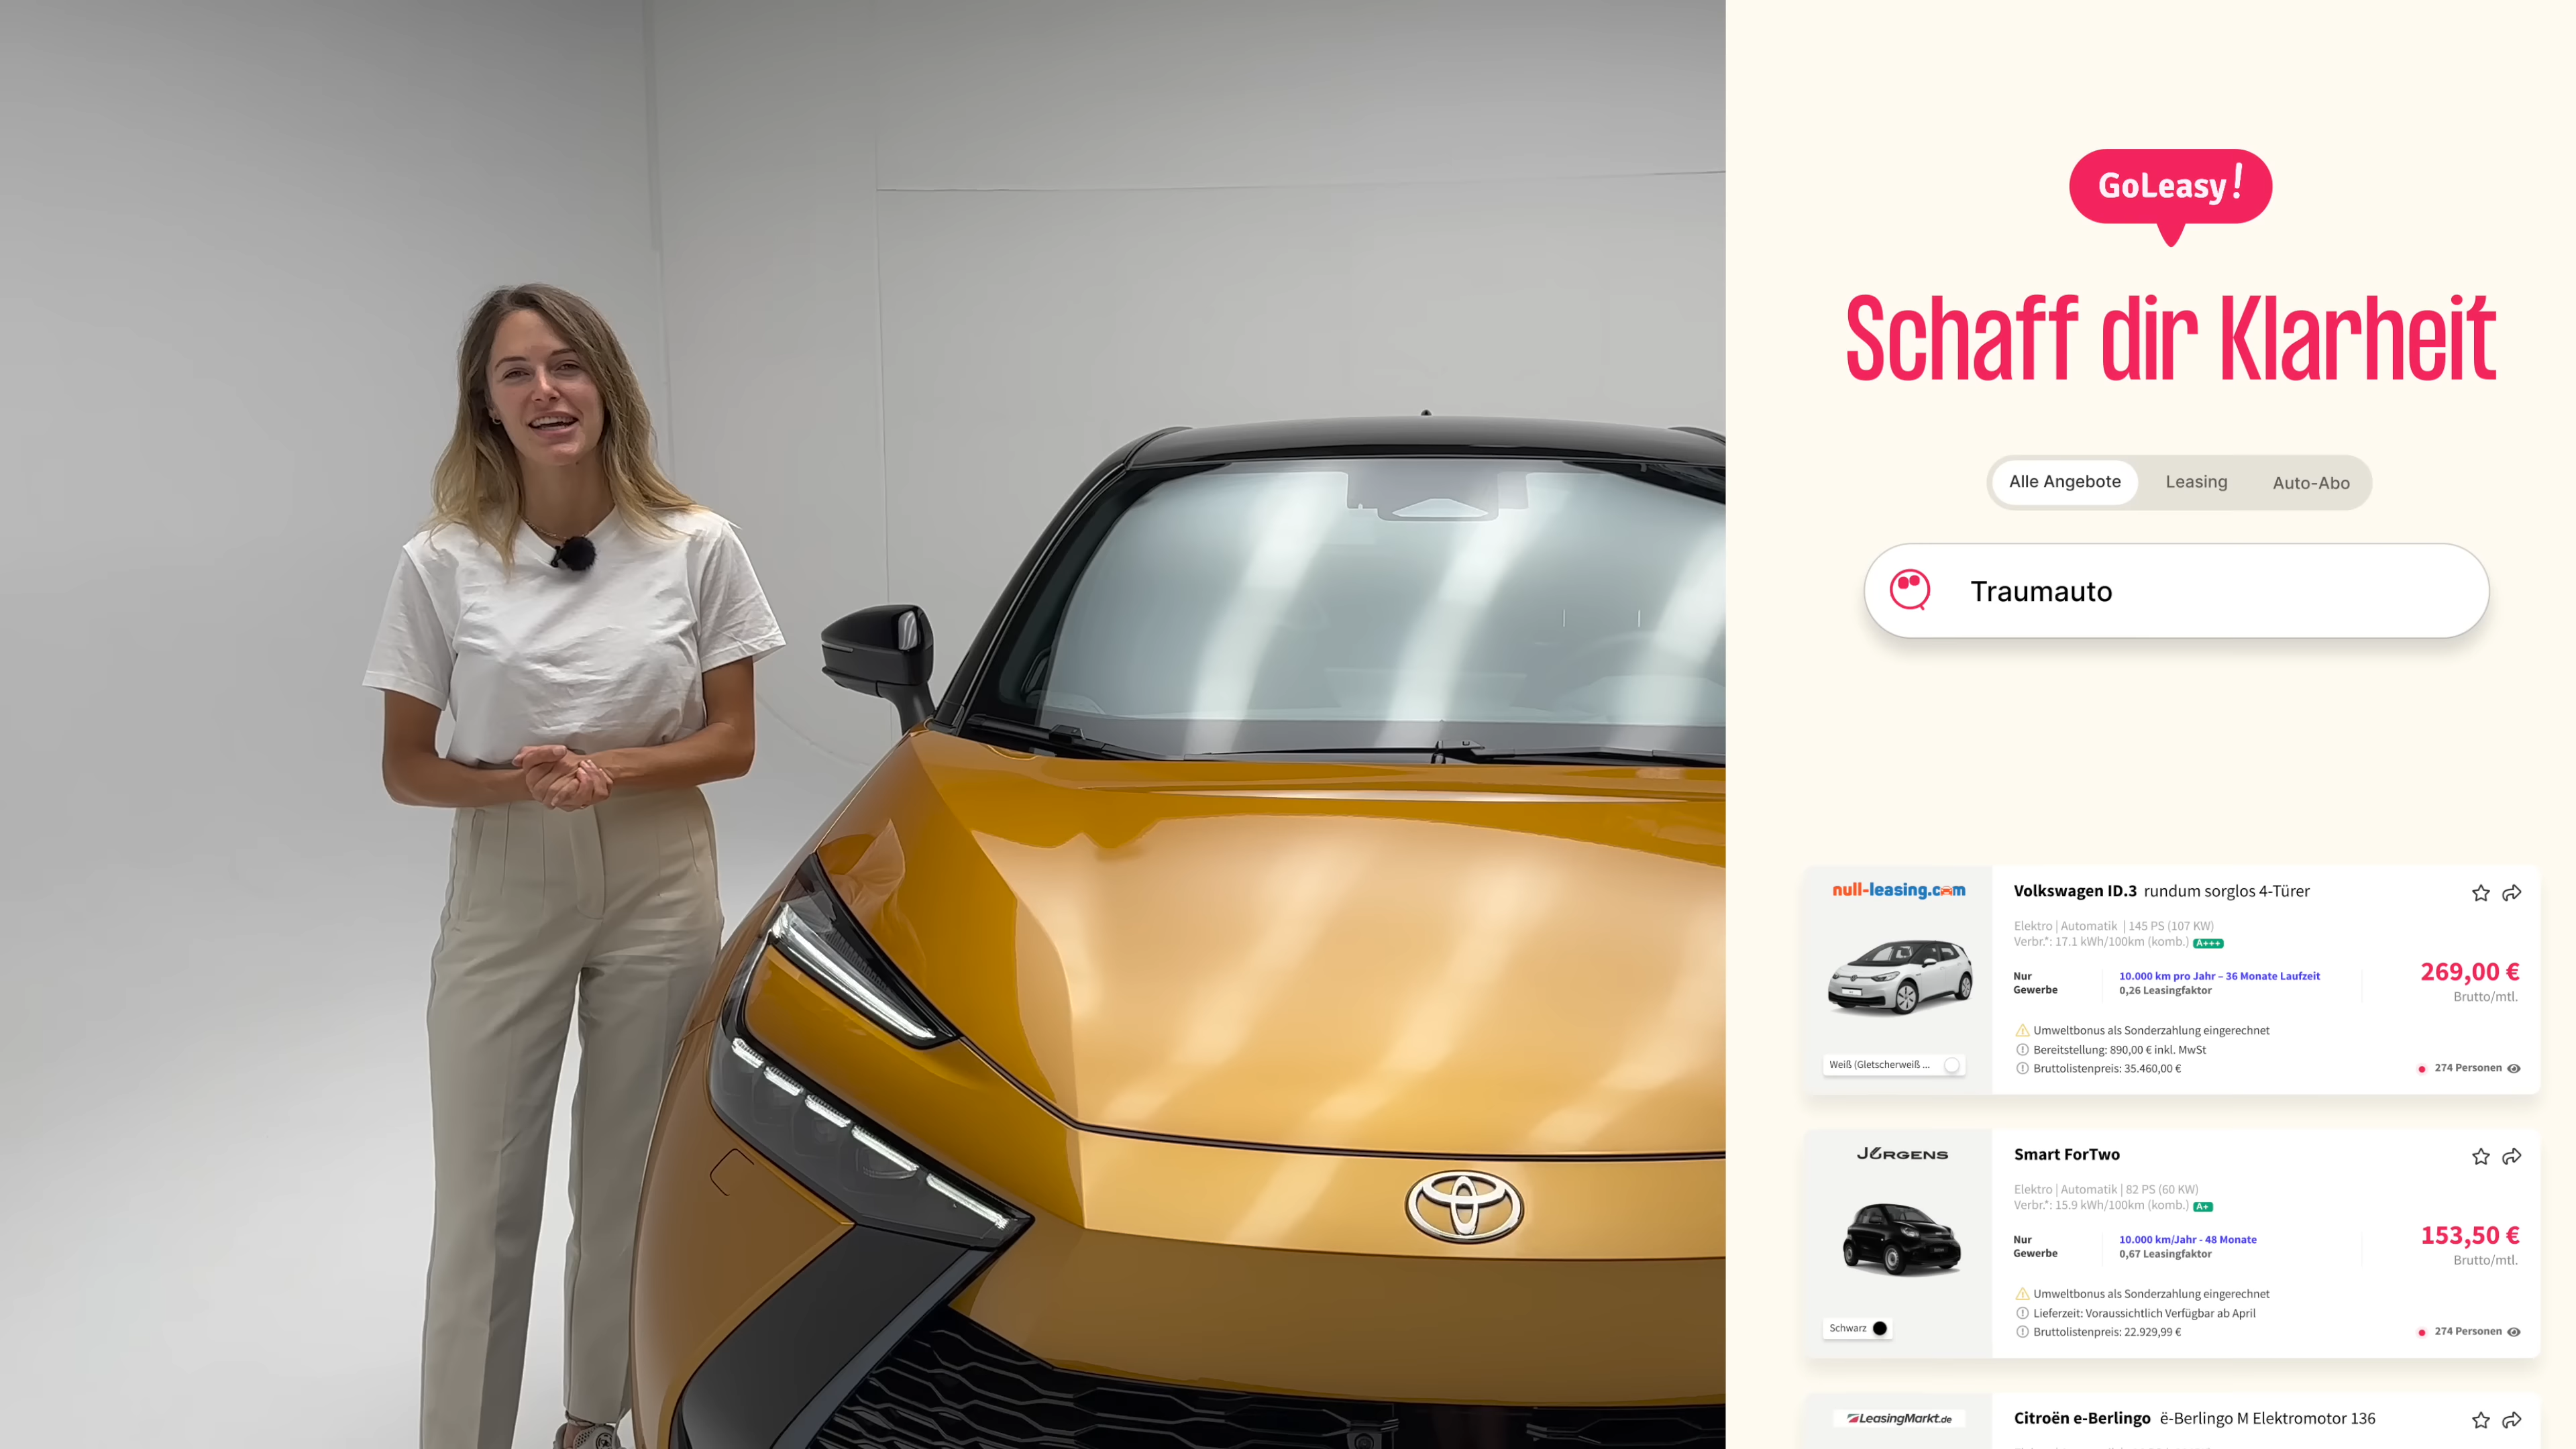 GoLeasy!
Schaff dir Klarheit
Alle Angebote Leasing Auto-Abo
Traumauto
null-leasing.com
Volkswagen ID.3 rundum sorglos 4-Türer
Elektro | Automatik | 145 PS (107 KW)
Verbr.*: 17.1 kWh/100km (komb.) A+++
Nur Gewerbe
10.000 km pro Jahr – 36 Monate Laufzeit
0,26 Leasingfaktor
269,00 €
Brutto/mtl.
Umweltbonus als Sonderzahlung eingerechnet
Bereitstellung: 890,00 € inkl. MwSt
Bruttolistenpreis: 35.460,00 €
Weiß (Gletscherweiß ...
274 Personen
JÜRGENS
Smart ForTwo
Elektro | Automatik | 82 PS (60 KW)
Verbr.*: 15.9 kWh/100km (komb.) A+
Nur Gewerbe
10.000 km/Jahr - 48 Monate
0,67 Leasingfaktor
153,50 €
Brutto/mtl.
Umweltbonus als Sonderzahlung eingerechnet
Lieferzeit: Voraussichtlich Verfügbar ab April
Bruttolistenpreis: 22.929,99 €
Schwarz
274 Personen
LeasingMarkt.de
Citroën e-Berlingo ë-Berlingo M Elektromotor 136